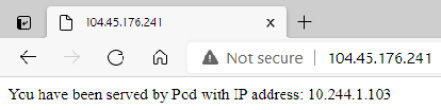 104.45.176.241
Not secure | 104.45.176.241
You have been served by Pod with IP address: 10.244.1.103